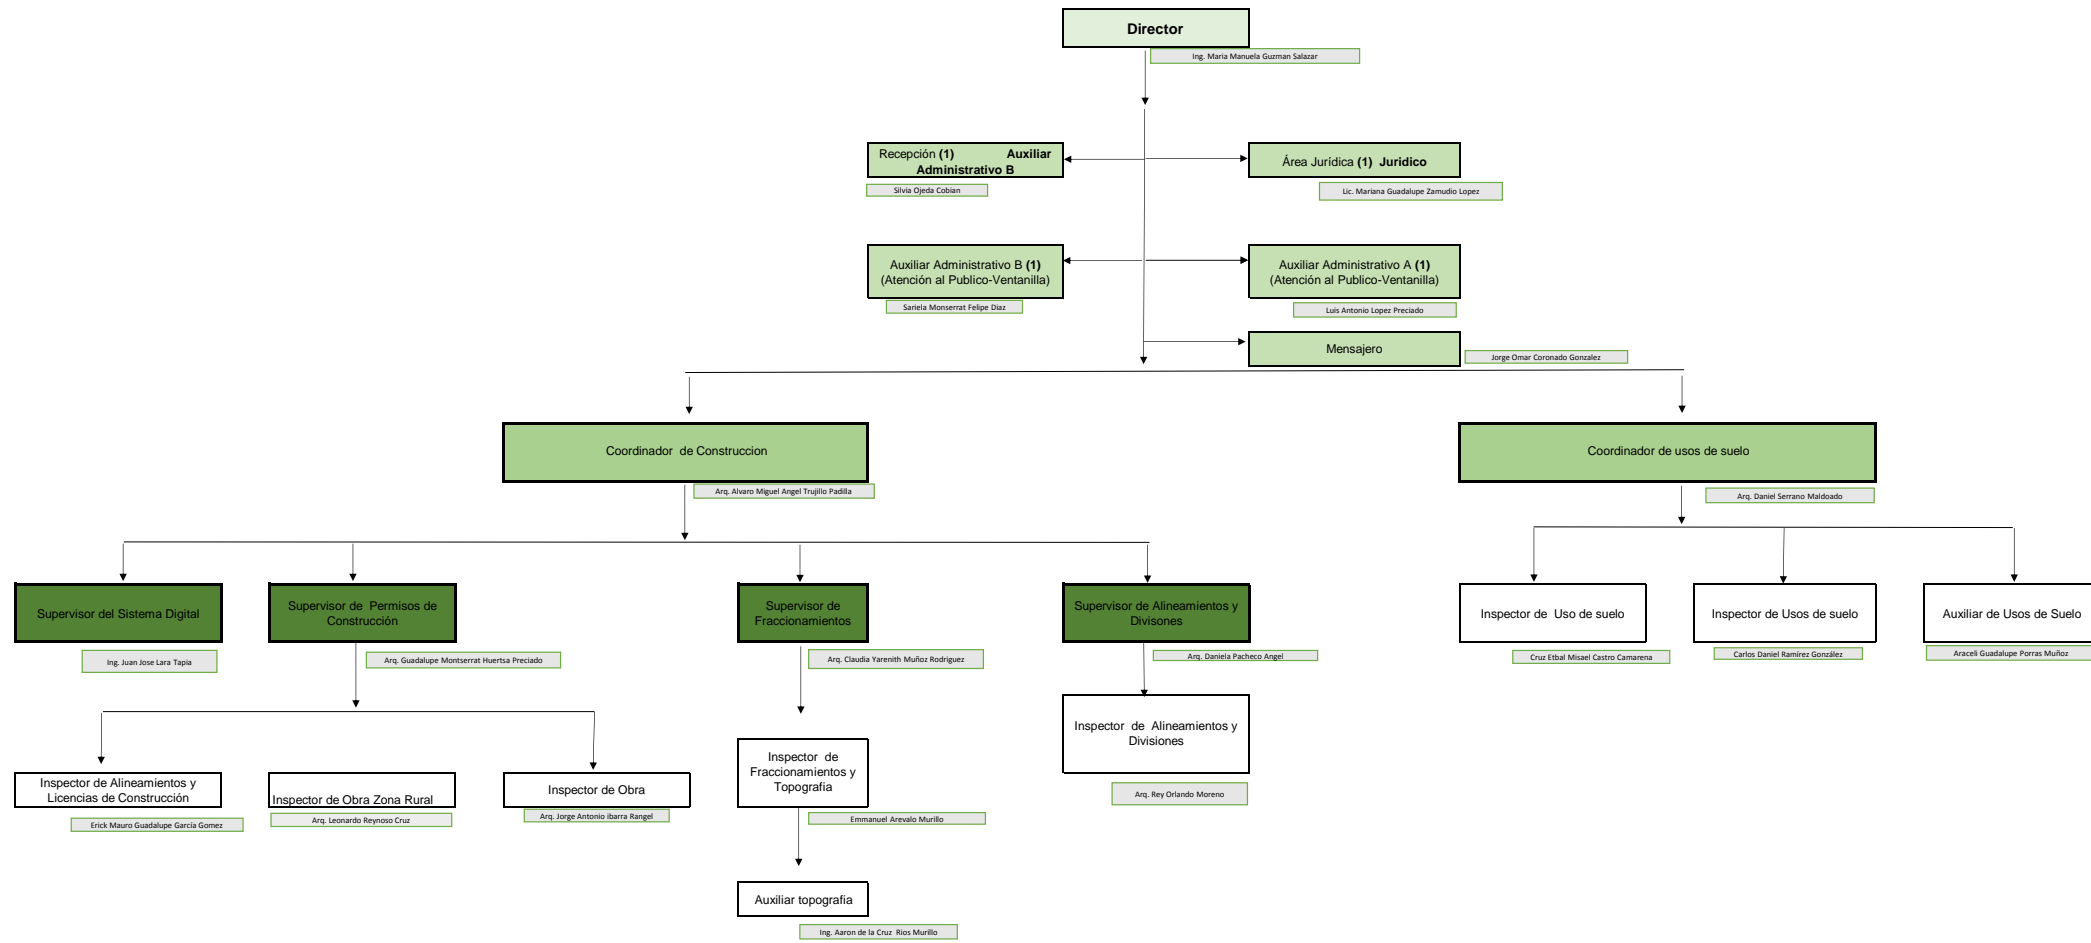 Director
Ing. Maria Manuela Guzman Salazar
Recepción (1) Auxiliar
Administrativo B
Silvia Ojeda Cobian
Área Jurídica (1) Juridico
Lic. Mariana Guadalupe Zamudio Lopez
Auxiliar Administrativo B (1)
(Atención al Publico-Ventanilla)
Sariela Monserrat Felipe Diaz
Auxiliar Administrativo A (1)
(Atención al Publico-Ventanilla)
Luis Antonio Lopez Preciado
Mensajero
Jorge Omar Coronado Gonzalez
Coordinador de Construccion
Arq. Alvaro Miguel Angel Trujillo Padilla
Coordinador de usos de suelo
Arq. Daniel Serrano Maldoado
Supervisor del Sistema Digital
Ing. Juan Jose Lara Tapia
Supervisor de Permisos de
Construcción
Arq. Guadalupe Montserrat Huertsa Preciado
Supervisor de
Fraccionamientos
Arq. Claudia Yarenith Muñoz Rodriguez
Supervisor de Alineamientos y
Divisones
Arq. Daniela Pacheco Angel
Inspector de Uso de suelo
Cruz Etbal Misael Castro Camarena
Inspector de Usos de suelo
Carlos Daniel Ramírez González
Auxiliar de Usos de Suelo
Araceli Guadalupe Porras Muñoz
Inspector de Alineamientos y
Licencias de Construcción
Erick Mauro Guadalupe García Gomez
Inspector de Obra Zona Rural
Arq. Leonardo Reynoso Cruz
Inspector de Obra
Arq. Jorge Antonio ibarra Rangel
Inspector de
Fraccionamientos y
Topografia
Emmanuel Arevalo Murillo
Inspector de Alineamientos y
Divisiones
Arq. Rey Orlando Moreno
Auxiliar topografia
Ing. Aaron de la Cruz Rios Murillo